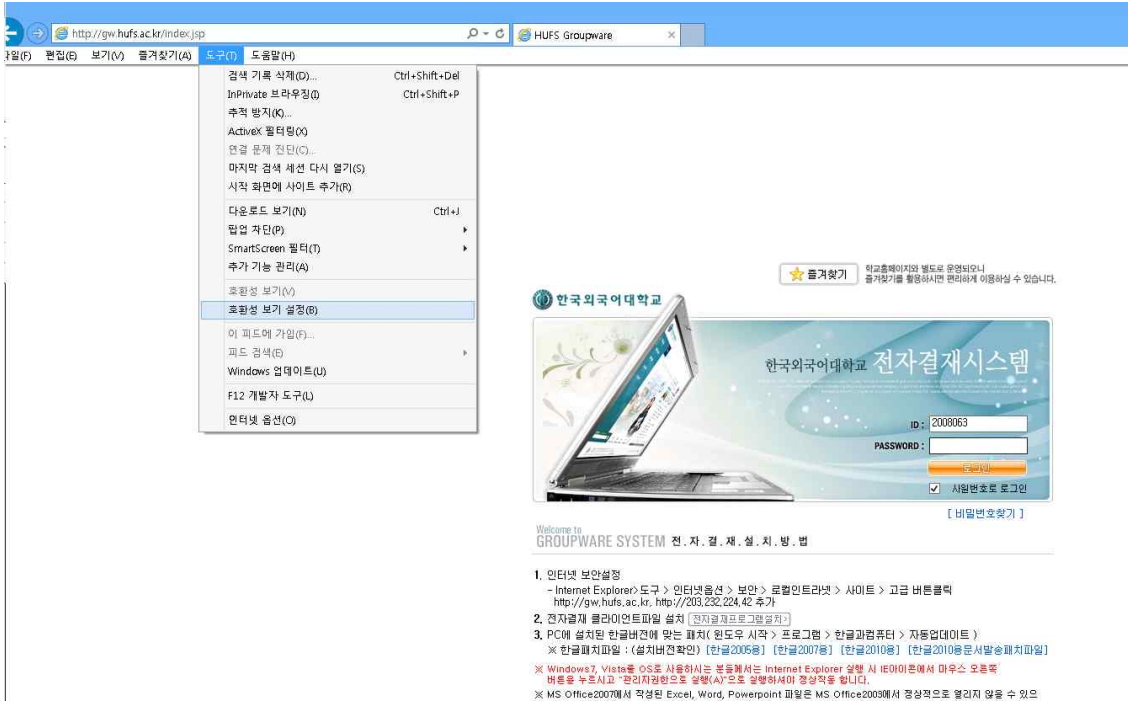 http://gw.hufs.ac.kr/index.jsp
HUFS Groupware
편집(E) 보기(V) 즐겨찾기(A) 도구(T) 도움말(H)
검색 기록 삭제(D)... Ctrl+Shift+Del
InPrivate 브라우징(I) Ctrl+Shift+P
추적 방지(K)...
ActiveX 필터링(X)
연결 문제 진단(C)...
마지막 검색 세션 다시 열기(S)
시작 화면에 사이트 추가(R)
다운로드 보기(N) Ctrl+J
팝업 차단(P)
SmartScreen 필터(T)
추가 기능 관리(A)
호환성 보기(V)
호환성 보기 설정(B)
이 피드에 가입(F)...
피드 검색(E)
Windows 업데이트(U)
F12 개발자 도구(L)
인터넷 옵션(O)
즐겨찾기
학교홈페이지와 별도로 운영되오니
즐겨찾기를 활용하시면 편리하게 이용하실 수 있습니다.
한국외국어대학교
한국외국어대학교 전자결재시스템
ID : 2008063
PASSWORD :
로그인
사원번호로 로그인
[ 비밀번호찾기 ]
Welcome to
GROUPWARE SYSTEM 전.자.결.재.설.치.방.법
1. 인터넷 보안설정
- Internet Explorer> 도구 > 인터넷옵션 > 보안 > 로컬인트라넷 > 사이트 > 고급 버튼클릭
http://gw.hufs.ac.kr, http://203.232.224.42 추가
2. 전자결재 클라이언트파일 설치 [전자결재프로그램설치>]
3. PC에 설치된 한글버전에 맞는 패치( 윈도우 시작 > 프로그램 > 한글과컴퓨터 > 자동업데이트 )
※ 한글패치파일 : (설치버전확인) [한글2005용] [한글2007용] [한글2010용] [한글2010용문서발송패치파일]
※ Windows7, Vista를 OS로 사용하시는 분들께서는 Internet Explorer 실행 시 IE아이콘에서 마우스 오른쪽
버튼을 누르시고 "관리자권한으로 실행(A)"으로 실행하셔야 정상작동 합니다.
※ MS Office2007에서 작성된 Excel, Word, Powerpoint 파일은 MS Office2003에서 정상적으로 열리지 않을 수 있으